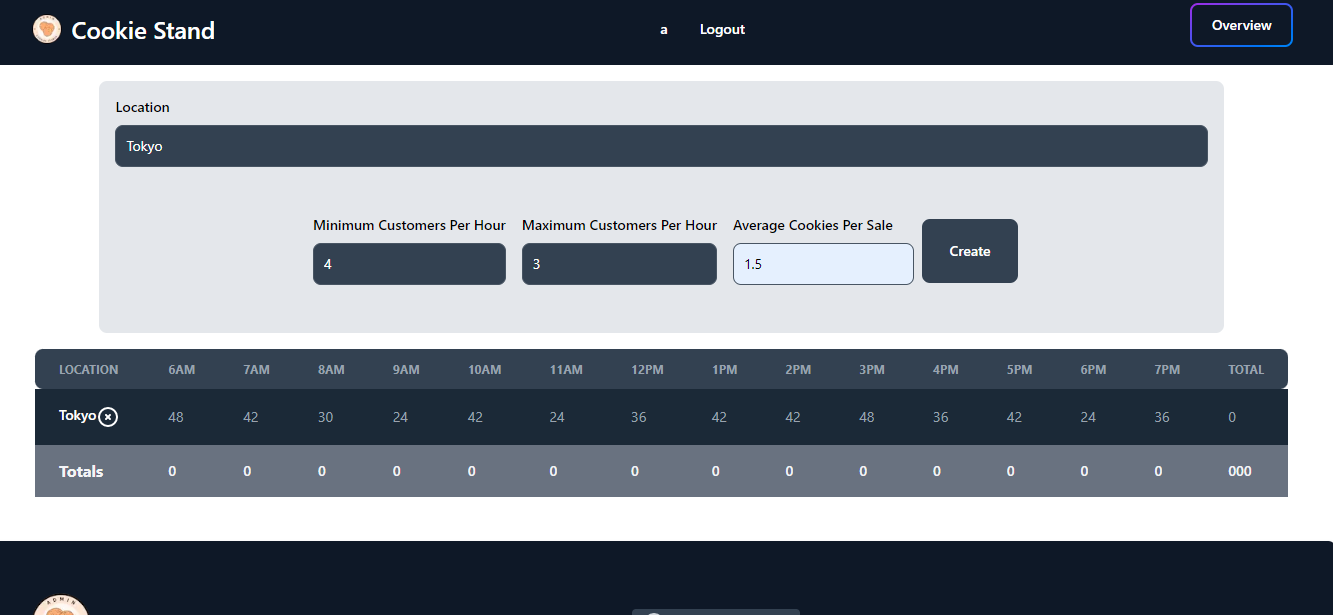 Cookie Stand a Logout Overview
Location
Tokyo
Minimum Customers Per Hour Maximum Customers Per Hour Average Cookies Per Sale
4 3 1.5 Create
LOCATION 6AM 7AM 8AM 9AM 10AM 11AM 12PM 1PM 2PM 3PM 4PM 5PM 6PM 7PM TOTAL
Tokyo 48 42 30 24 42 24 36 42 42 48 36 42 24 36 0
Totals 0 0 0 0 0 0 0 0 0 0 0 0 0 0 000
ADMIN